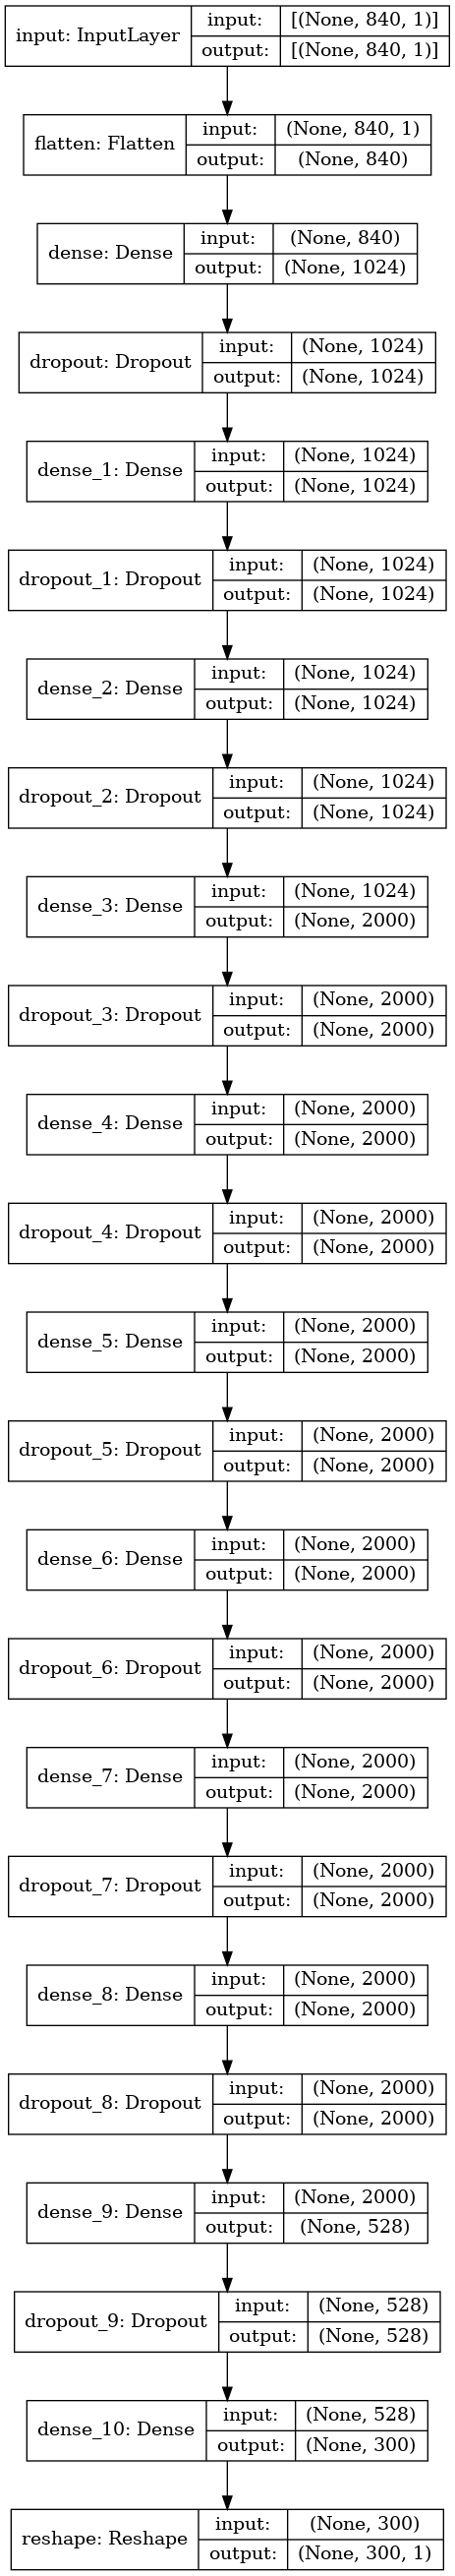 input: InputLayer
input:
[(None, 840, 1)]
output:
[(None, 840, 1)]
flatten: Flatten
input:
(None, 840, 1)
output:
(None, 840)
dense: Dense
input:
(None, 840)
output:
(None, 1024)
dropout: Dropout
input:
(None, 1024)
output:
(None, 1024)
dense_1: Dense
input:
(None, 1024)
output:
(None, 1024)
dropout_1: Dropout
input:
(None, 1024)
output:
(None, 1024)
dense_2: Dense
input:
(None, 1024)
output:
(None, 1024)
dropout_2: Dropout
input:
(None, 1024)
output:
(None, 1024)
dense_3: Dense
input:
(None, 1024)
output:
(None, 2000)
dropout_3: Dropout
input:
(None, 2000)
output:
(None, 2000)
dense_4: Dense
input:
(None, 2000)
output:
(None, 2000)
dropout_4: Dropout
input:
(None, 2000)
output:
(None, 2000)
dense_5: Dense
input:
(None, 2000)
output:
(None, 2000)
dropout_5: Dropout
input:
(None, 2000)
output:
(None, 2000)
dense_6: Dense
input:
(None, 2000)
output:
(None, 2000)
dropout_6: Dropout
input:
(None, 2000)
output:
(None, 2000)
dense_7: Dense
input:
(None, 2000)
output:
(None, 2000)
dropout_7: Dropout
input:
(None, 2000)
output:
(None, 2000)
dense_8: Dense
input:
(None, 2000)
output:
(None, 2000)
dropout_8: Dropout
input:
(None, 2000)
output:
(None, 2000)
dense_9: Dense
input:
(None, 2000)
output:
(None, 528)
dropout_9: Dropout
input:
(None, 528)
output:
(None, 528)
dense_10: Dense
input:
(None, 528)
output:
(None, 300)
reshape: Reshape
input:
(None, 300)
output:
(None, 300, 1)